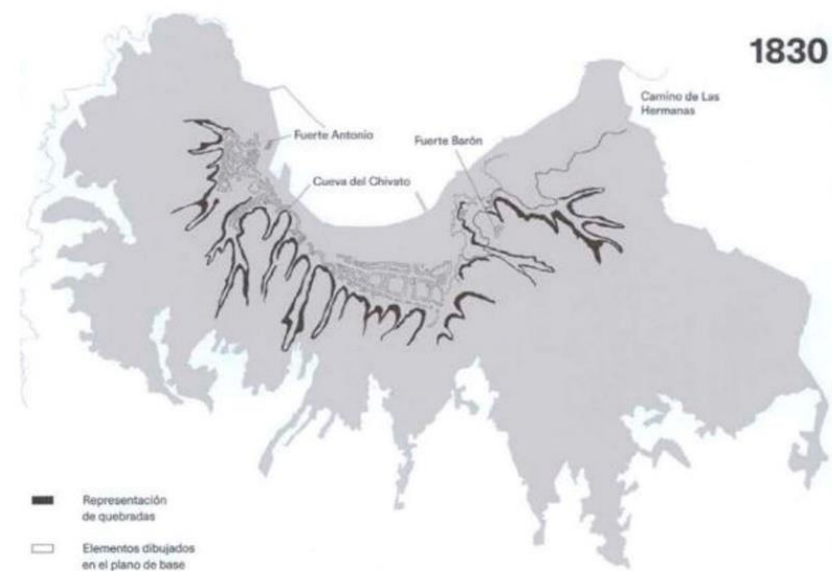 1830
Camino de Las
Hermanas
Fuerte Antonio
Fuerte Barón
Cueva del Chivato
Representación
de quebradas
Elementos dibujados
en el plano de base